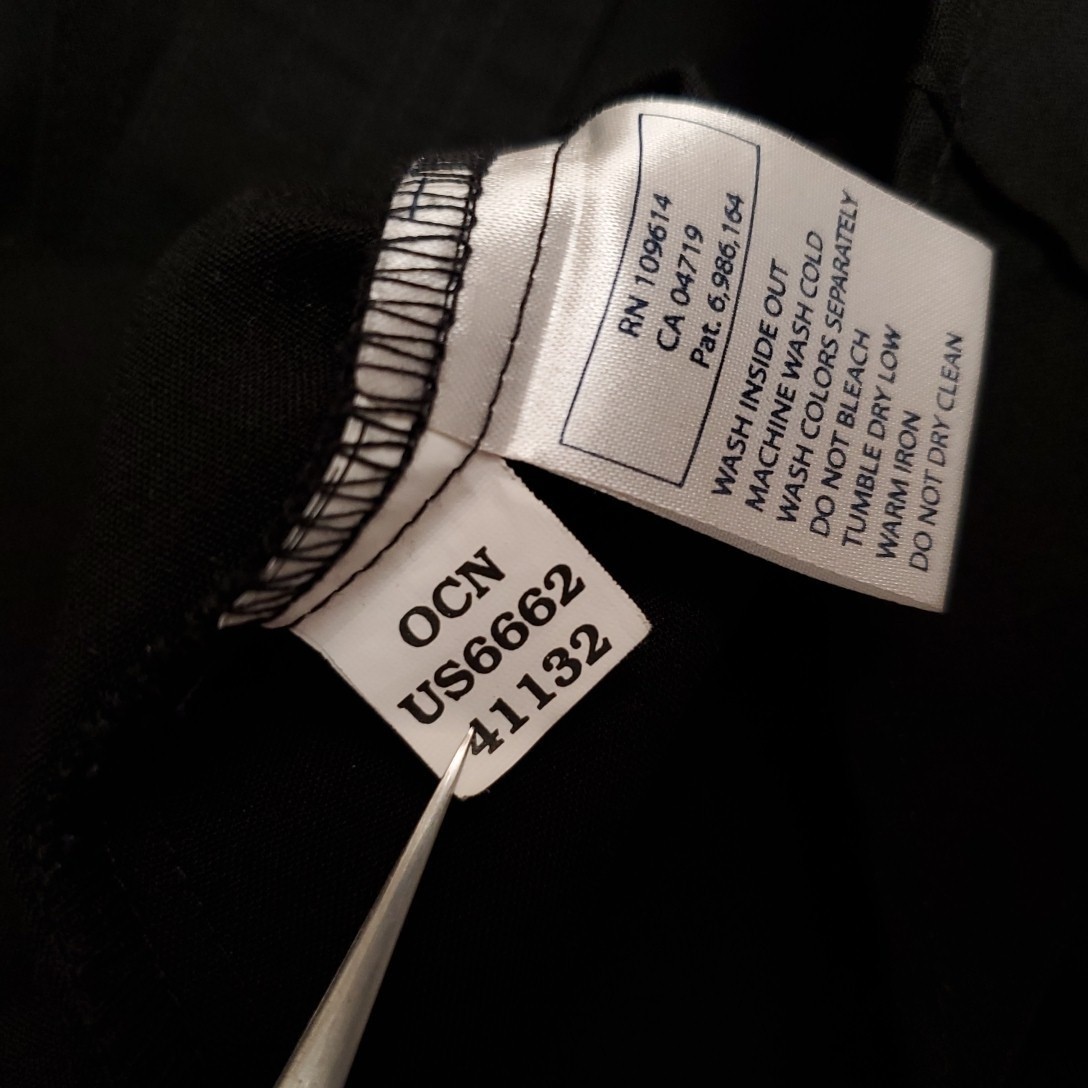 RN 109614
CA 04719
Pat. 6,986,164
WASH INSIDE OUT
MACHINE WASH COLD
WASH COLORS SEPARATELY
DO NOT BLEACH
TUMBLE DRY LOW
WARM IRON
DO NOT DRY CLEAN
OCN
US6662
41132